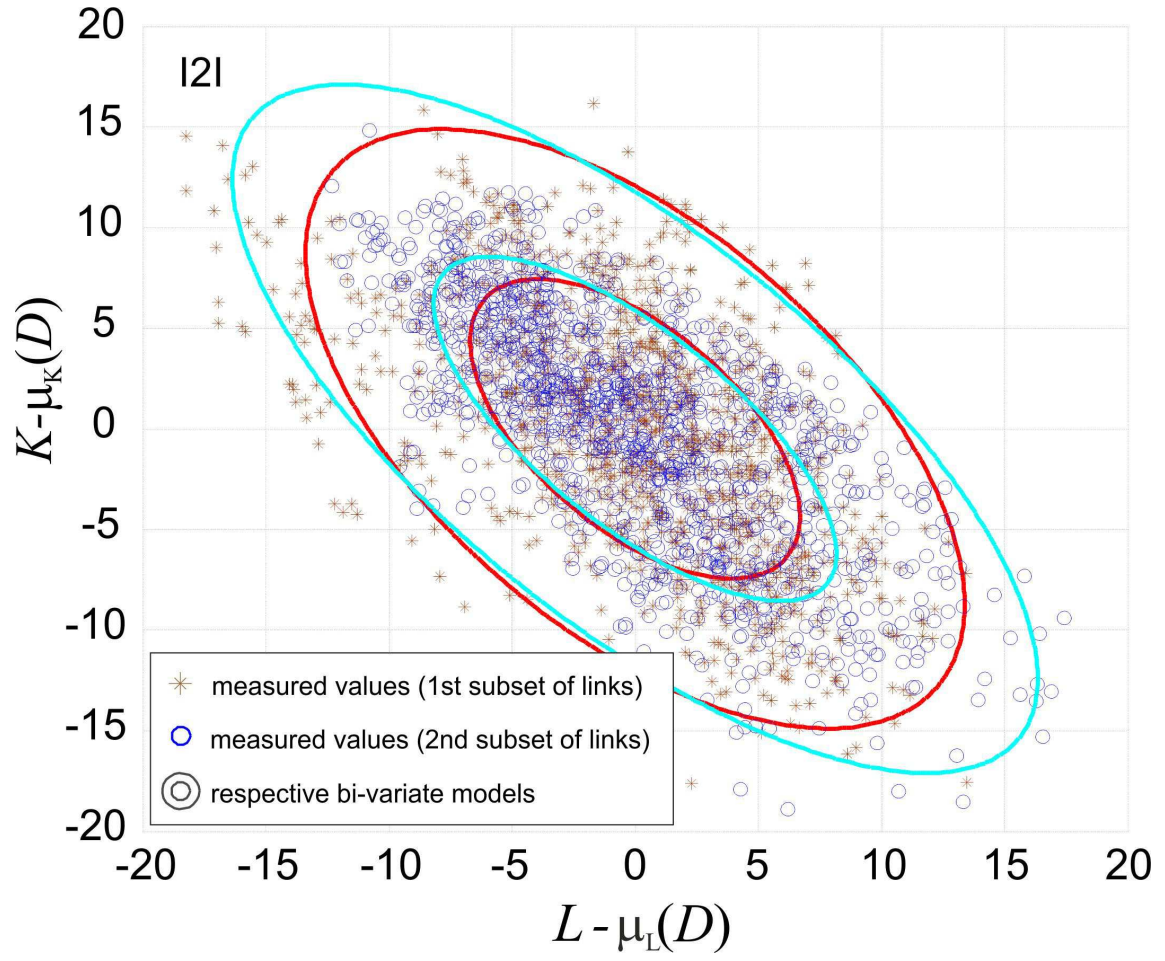 20
15
10
5
0
-5
-10
-15
-20
K-μK(D)
I2I
measured values (1st subset of links)
measured values (2nd subset of links)
respective bi-variate models
-20 -15 -10 -5 0 5 10 15 20
L-μL(D)